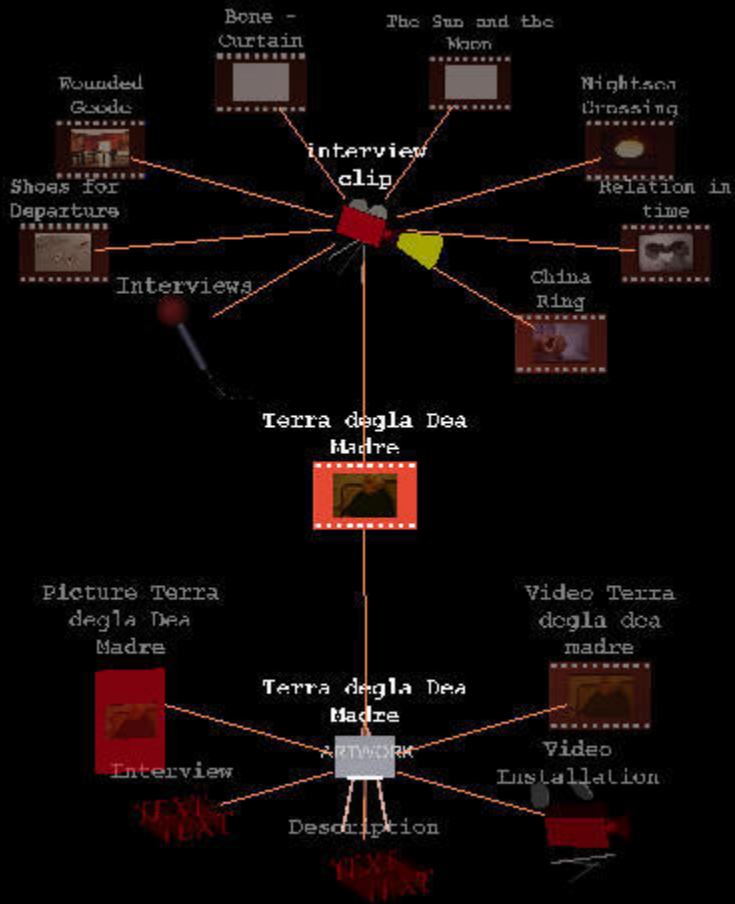 Bone -
Curtain
The Sun and the
Moon
Wounded
Geode
Nightsea
Crossing
interview
clip
Shoes for
Departure
Relation in
time
Interviews
China
Ring
Terra degla Dea
Madre
Picture Terra
degla Dea
Madre
Video Terra
degla dea
madre
Terra degla Dea
Madre
ARTWORK
Interview
TEXT
TEXT
Video
Installation
Description
TEXT
TEXT